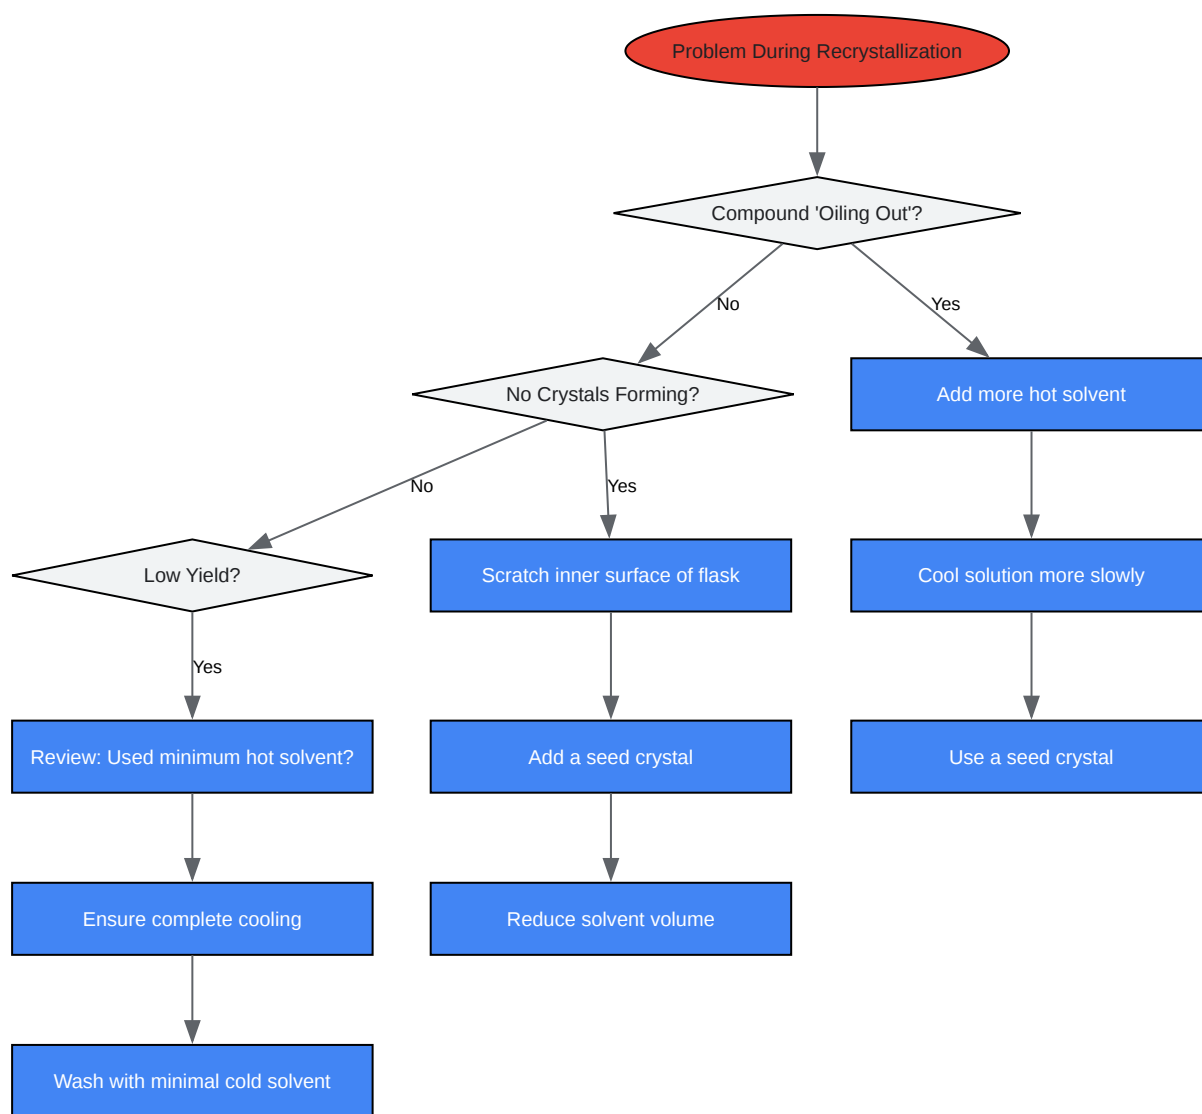 Problem During Recrystallization
Compound 'Oiling Out'?
No
Yes
No Crystals Forming?
Add more hot solvent
No
Yes
Low Yield?
Scratch inner surface of flask
Cool solution more slowly
Yes
Review: Used minimum hot solvent?
Add a seed crystal
Use a seed crystal
Ensure complete cooling
Reduce solvent volume
Wash with minimal cold solvent